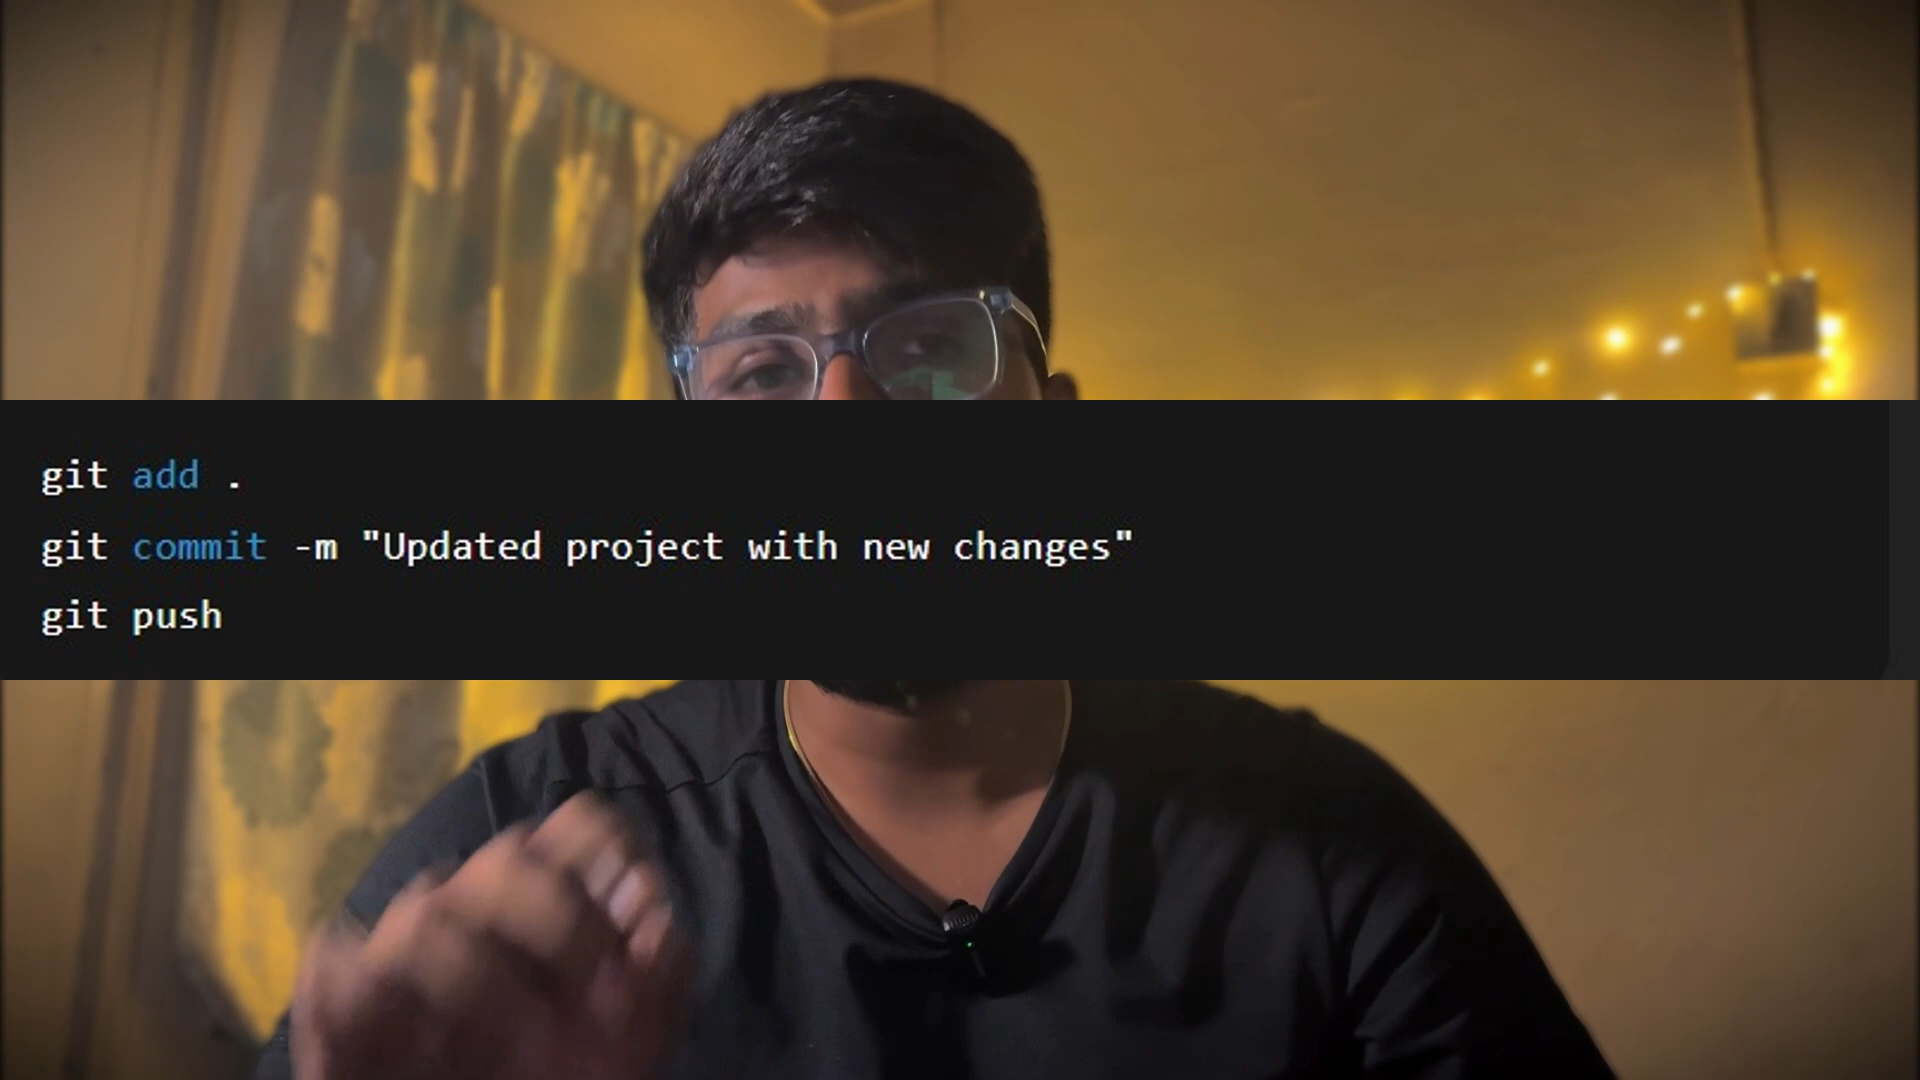 git add .
git commit -m "Updated project with new changes"
git push